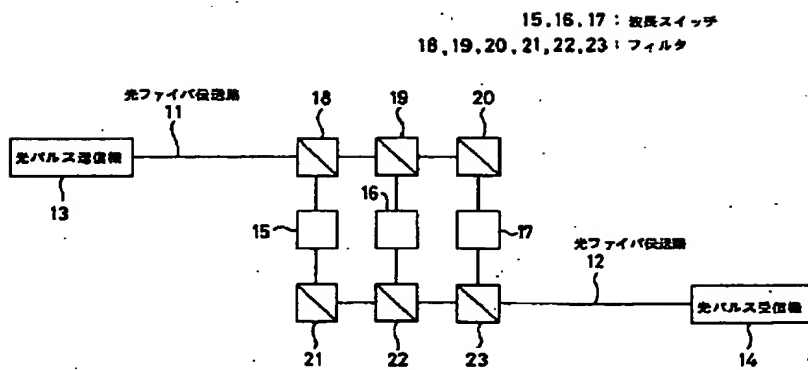 15,16,17：波長スイッチ
18,19,20,21,22,23：フィルタ
光ファイバ伝送路
11
18
19
20
光パルス送信機
13
16
15
17
光ファイバ伝送路
12
光パルス受信機
14
21
22
23